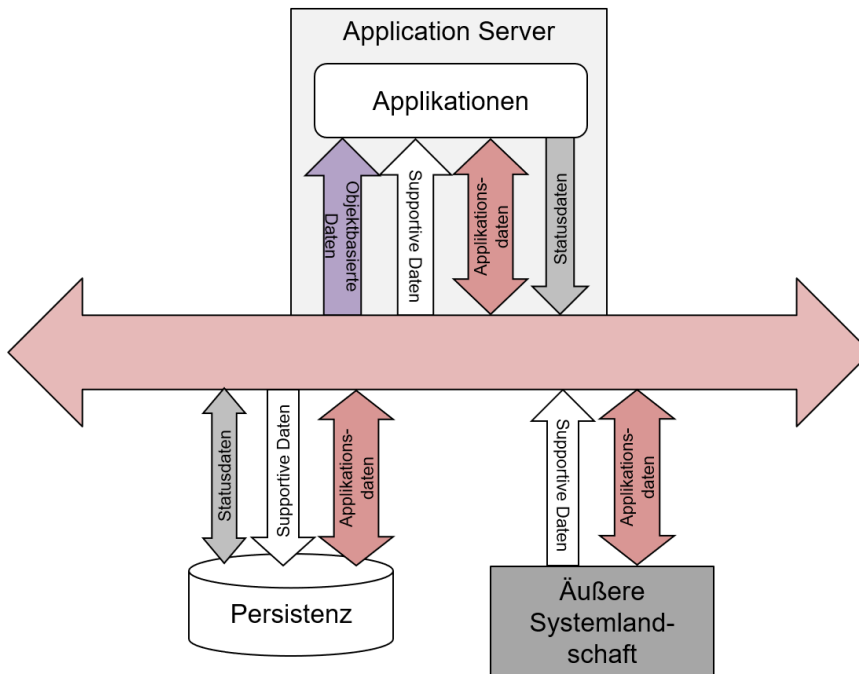 Application Server
Applikationen
Objektbasierte
Daten
Supportive Daten
Applikations-
daten
Statusdaten
Statusdaten
Supportive Daten
Applikations-
daten
Supportive Daten
Applikations-
daten
Persistenz
Äußere
Systemland-
schaft